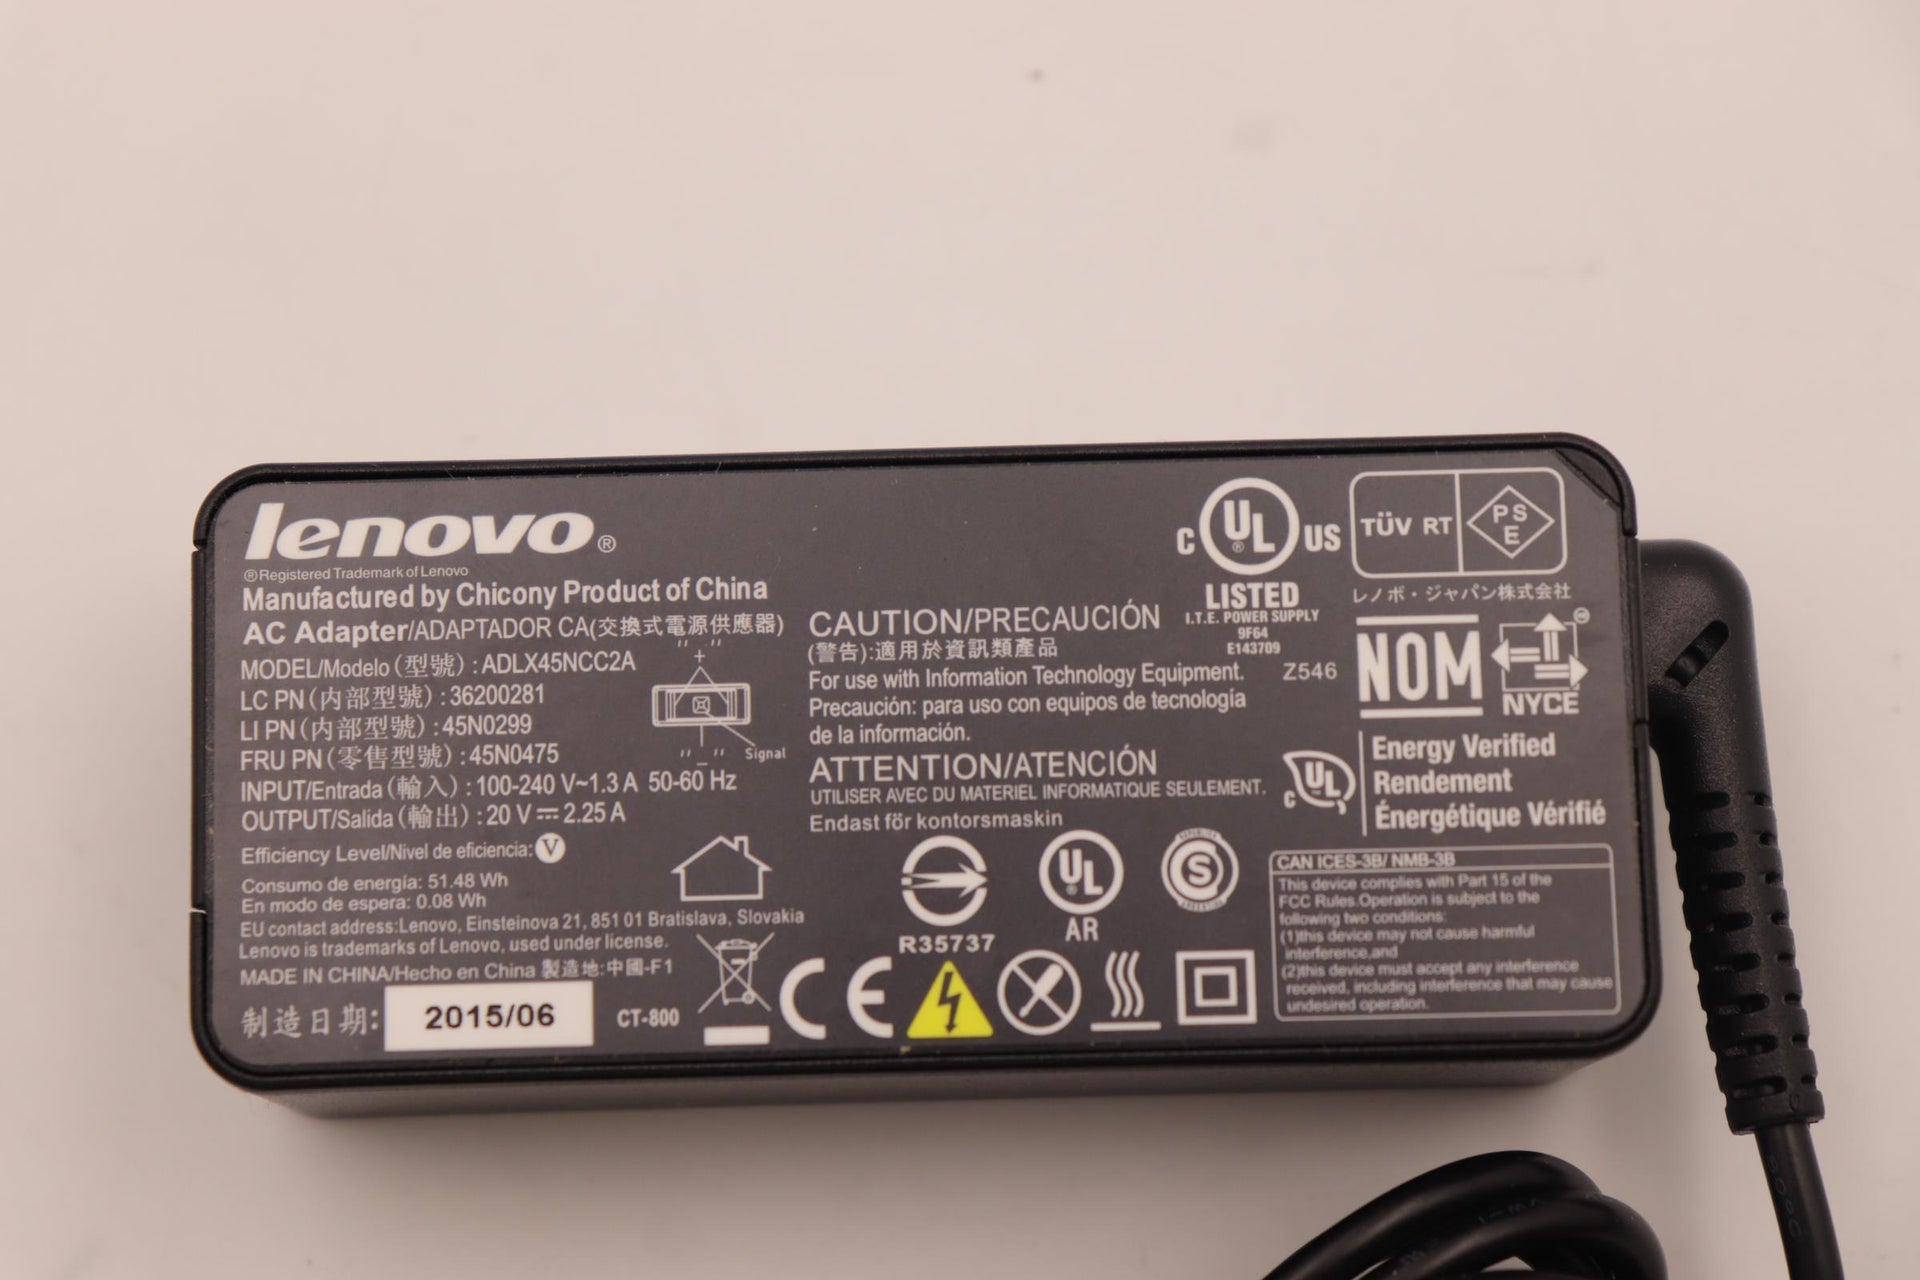 lenovo®
®Registered Trademark of Lenovo
Manufactured by Chicony Product of China
AC Adapter/ADAPTADOR CA(交換式電源供應器)
MODEL/Modelo (型號) : ADLX45NCC2A
LC PN (内部型號) : 36200281
LI PN (内部型號) : 45N0299
FRU PN (零售型號) : 45N0475
INPUT/Entrada (輸入) : 100-240 V~1.3 A 50-60 Hz
OUTPUT/Salida (輸出) : 20 V ⎓ 2.25 A
Efficiency Level/Nivel de eficiencia: V
Consumo de energía: 51.48 Wh
En modo de espera: 0.08 Wh
EU contact address:Lenovo, Einsteinova 21, 851 01 Bratislava, Slovakia
Lenovo is trademarks of Lenovo, used under license.
MADE IN CHINA/Hecho en China 製造地:中國-F1
制造日期: 2015/06
CT-800
"+"
"_"
Signal
CAUTION/PRECAUCIÓN
(警告):適用於資訊類產品
For use with Information Technology Equipment.
Precaución: para uso con equipos de tecnología
de la información.
ATTENTION/ATENCIÓN
UTILISER AVEC DU MATERIEL INFORMATIQUE SEULEMENT.
Endast för kontorsmaskin
R35737
UL®
AR
S
CE
C UL® US
LISTED
I.T.E. POWER SUPPLY
9F64
E143709
Z546
TÜV RT
PSE
レノボ・ジャパン株式会社
NOM
NYCE
C UL
Energy Verified
Rendement
Énergétique Vérifié
CAN ICES-3B/ NMB-3B
This device complies with Part 15 of the
FCC Rules.Operation is subject to the
following two conditions:
(1)this device may not cause harmful
interference,and
(2)this device must accept any interference
received, including interference that may cause
undesired operation.